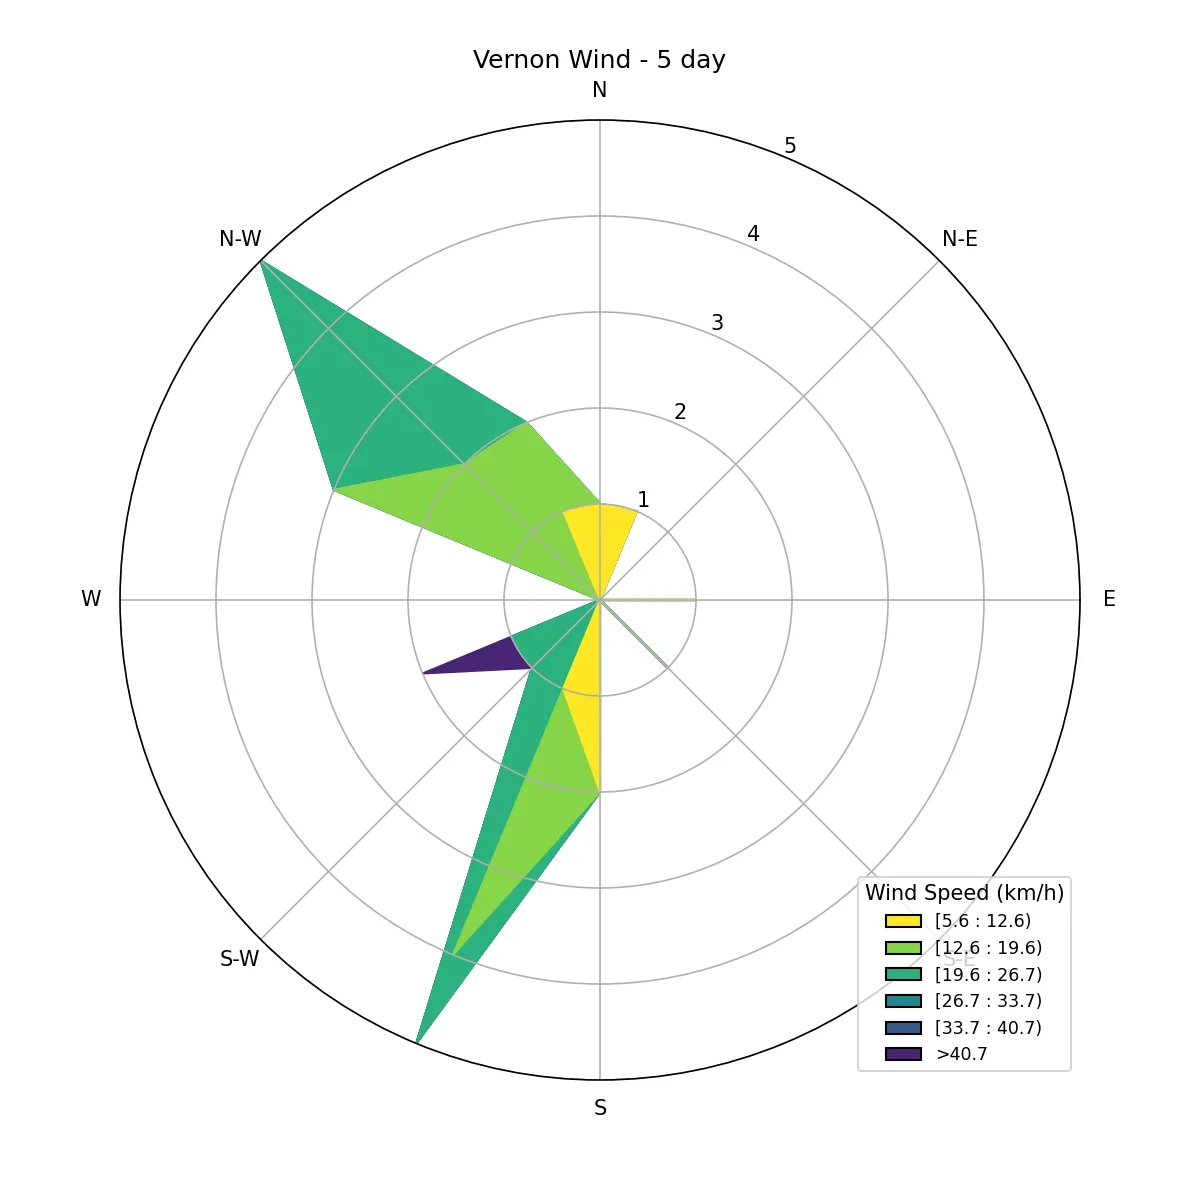 Vernon Wind - 5 day
N
5
4
N-W
N-E
3
2
1
W
E
Wind Speed (km/h)
[5.6 : 12.6)
[12.6 : 19.6)
S-W
S-E
[19.6 : 26.7)
[26.7 : 33.7)
[33.7 : 40.7)
>40.7
S